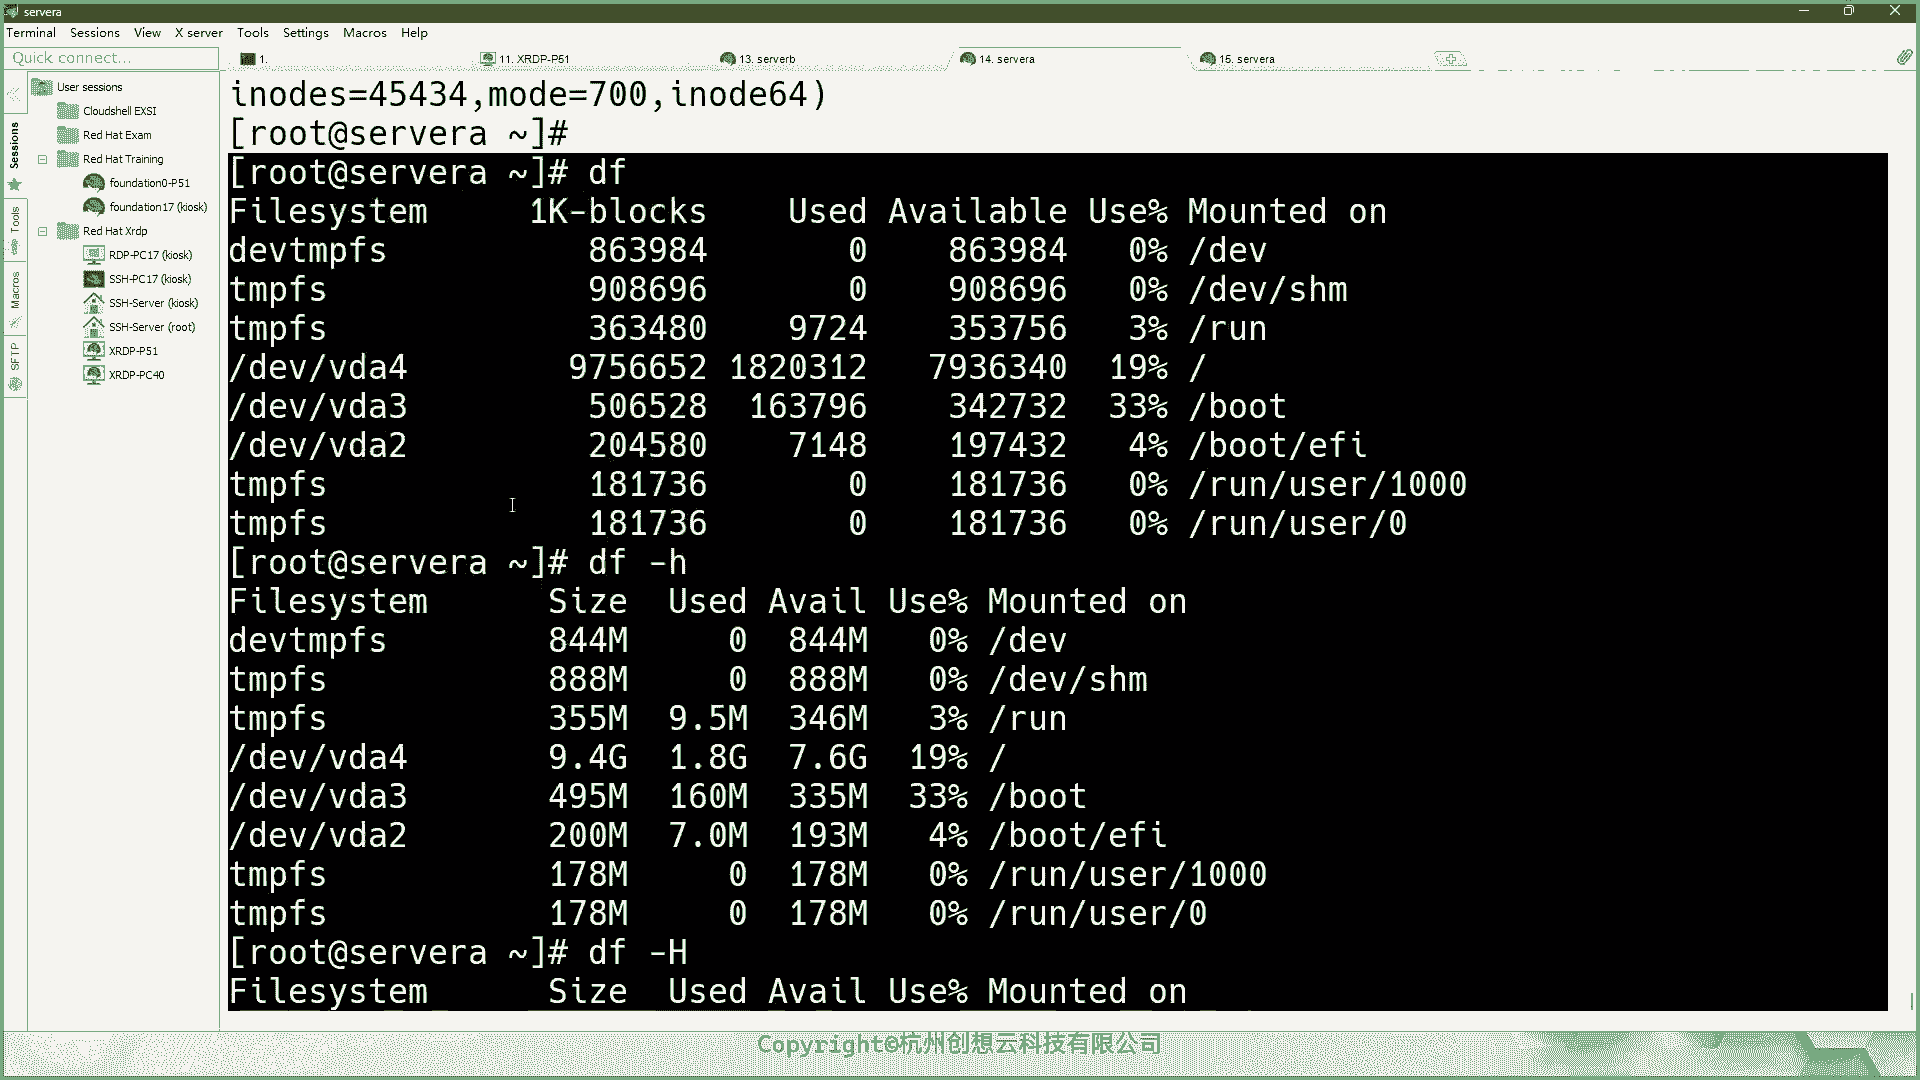 servera
Terminal Sessions View X server Tools Settings Macros Help
Quick connect...
1.
11. XRDP-P51
13. serverb
14. servera
15. servera
Sessions
Tools
Macros
SFTP
User sessions
Cloudshell EXSI
Red Hat Exam
Red Hat Training
foundation0-P51
foundation17 (kiosk)
Red Hat Xrdp
RDP-PC17 (kiosk)
SSH-PC17 (kiosk)
SSH-Server (kiosk)
SSH-Server (root)
XRDP-P51
XRDP-PC40
inodes=45434,mode=700,inode64)
[root@servera ~]#
[root@servera ~]# df
Filesystem 1K-blocks Used Available Use% Mounted on
devtmpfs 863984 0 863984 0% /dev
tmpfs 908696 0 908696 0% /dev/shm
tmpfs 363480 9724 353756 3% /run
/dev/vda4 9756652 1820312 7936340 19% /
/dev/vda3 506528 163796 342732 33% /boot
/dev/vda2 204580 7148 197432 4% /boot/efi
tmpfs 181736 0 181736 0% /run/user/1000
tmpfs 181736 0 181736 0% /run/user/0
[root@servera ~]# df -h
Filesystem Size Used Avail Use% Mounted on
devtmpfs 844M 0 844M 0% /dev
tmpfs 888M 0 888M 0% /dev/shm
tmpfs 355M 9.5M 346M 3% /run
/dev/vda4 9.4G 1.8G 7.6G 19% /
/dev/vda3 495M 160M 335M 33% /boot
/dev/vda2 200M 7.0M 193M 4% /boot/efi
tmpfs 178M 0 178M 0% /run/user/1000
tmpfs 178M 0 178M 0% /run/user/0
[root@servera ~]# df -H
Filesystem Size Used Avail Use% Mounted on
Copyright©杭州创想云科技有限公司